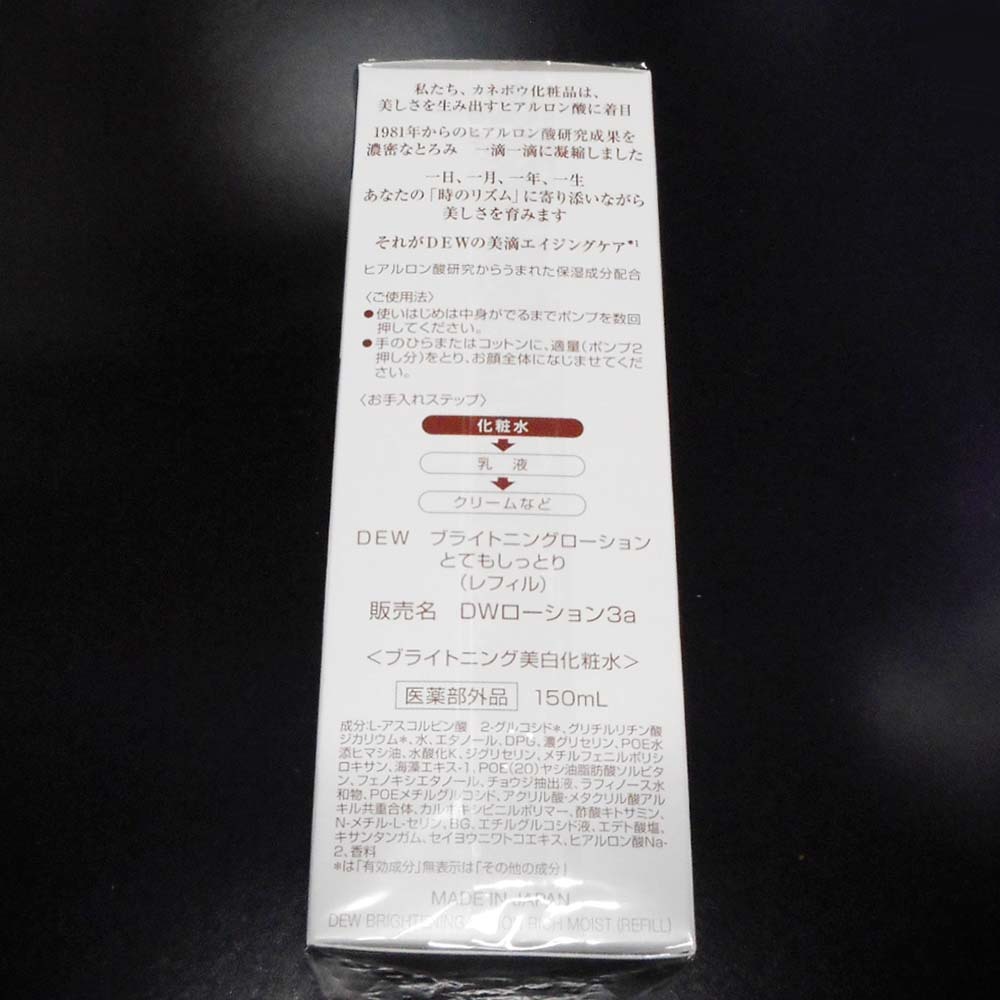 私たち、カネボウ化粧品は、
美しさを生み出すヒアルロン酸に着目
1981年からのヒアルロン酸研究成果を
濃密なとろみ 一滴一滴に凝縮しました
一日、一月、一年、一生
あなたの「時のリズム」に寄り添いながら
美しさを育みます
それがDEWの美滴エイジングケア*1
ヒアルロン酸研究からうまれた保湿成分配合
〈ご使用法〉
●使いはじめは中身がでるまでポンプを数回
押してください。
●手のひらまたはコットンに、適量(ポンプ2
押し分)をとり、お顔全体になじませてくだ
さい。
〈お手入れステップ〉
化粧水
乳液
クリームなど
DEW ブライトニングローション
とてもしっとり
(レフィル)
販売名 DWローション3a
<ブライトニング美白化粧水>
医薬部外品 150mL
成分:L-アスコルビン酸 2-グルコシド*、グリチルリチン酸
ジカリウム*、水、エタノール、DPG、濃グリセリン、POE水
添ヒマシ油、水酸化K、ジグリセリン、メチルフェニルポリシ
ロキサン、海藻エキス-1、POE(20)ヤシ油脂肪酸ソルビタ
ン、フェノキシエタノール、チョウジ抽出液、ラフィノース水
和物、POEメチルグルコシド、アクリル酸・メタクリル酸アル
キル共重合体、カルボキシビニルポリマー、酢酸キトサミン、
N-メチル-L-セリン、BG、エチルグルコシド液、エデト酸塩、
キサンタンガム、セイヨウニワトコエキス、ヒアルロン酸Na-
2、香料
*は「有効成分」無表示は「その他の成分」
MADE IN JAPAN
DEW BRIGHTENING RICH MOIST (REFILL)